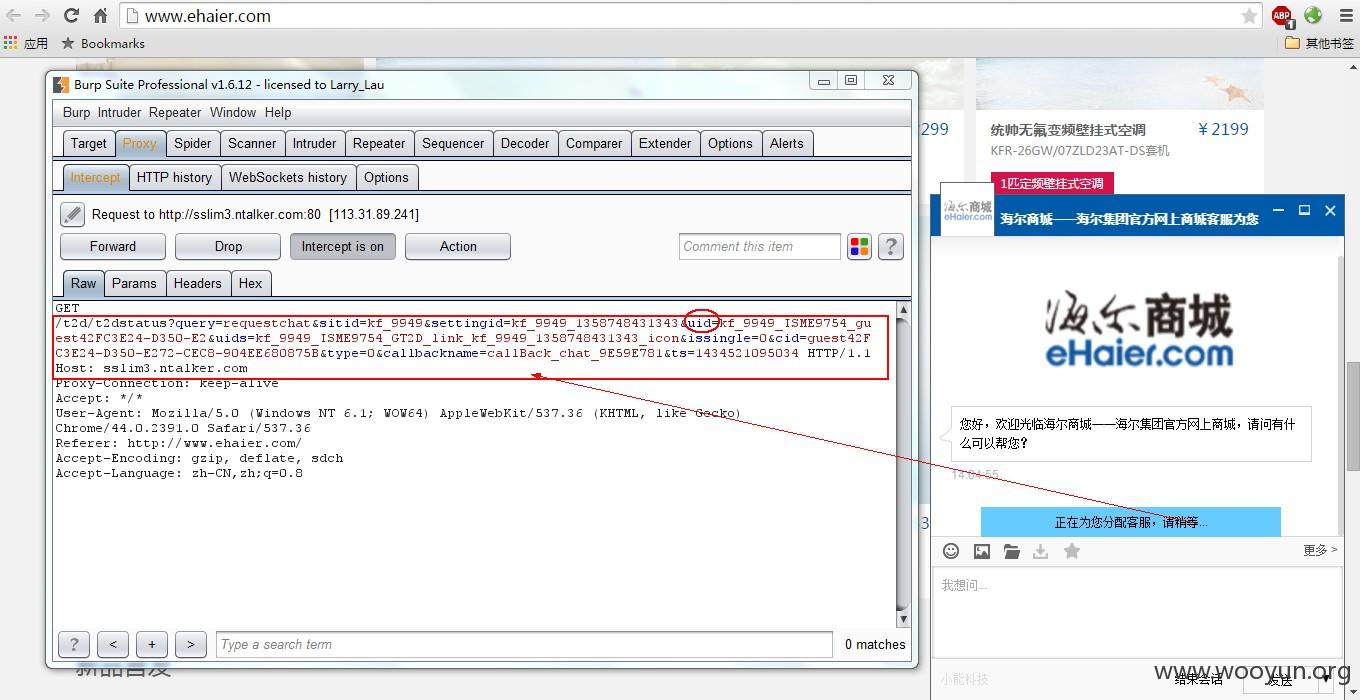 www.ehaier.com
ABP
1
应用
Bookmarks
其他书签
Burp Suite Professional v1.6.12 - licensed to Larry_Lau
Burp Intruder Repeater Window Help
Target Proxy Spider Scanner Intruder Repeater Sequencer Decoder Comparer Extender Options Alerts
Intercept HTTP history WebSockets history Options
Request to http://sslim3.ntalker.com:80 [113.31.89.241]
Forward Drop Intercept is on Action Comment this item ?
Raw Params Headers Hex
GET
/t2d/t2dstatus?query=requestchat&sitid=kf_9949&settingid=kf_9949_1358748431343&uid=kf_9949_ISME9754_gu
est42FC3E24-D350-E2&uids=kf_9949_ISME9754_GT2D_link_kf_9949_1358748431343_icon&issingle=0&cid=guest42F
C3E24-D350-E272-CEC8-904EE680875B&type=0&callbackname=callBack_chat_9E59E781&ts=1434521095034 HTTP/1.1
Host: sslim3.ntalker.com
Proxy-Connection: keep-alive
Accept: */*
User-Agent: Mozilla/5.0 (Windows NT 6.1; WOW64) AppleWebKit/537.36 (KHTML, like Gecko)
Chrome/44.0.2391.0 Safari/537.36
Referer: http://www.ehaier.com/
Accept-Encoding: gzip, deflate, sdch
Accept-Language: zh-CN,zh;q=0.8
? < + > Type a search term 0 matches
新品首发
299
统帅无氟变频壁挂式空调 ¥2199
KFR-26GW/07ZLD23AT-DS套机
1匹定频壁挂式空调
海尔商城
eHaier.com
海尔商城——海尔集团官方网上商城客服为您
海尔商城
eHaier.com
您好，欢迎光临海尔商城——海尔集团官方网上商城，请问有什
么可以帮您?
14:04:55
3
正在为您分配客服，请稍等...
更多 >
我想问...
小能科技
结束会话
发送
www.wooyun.org